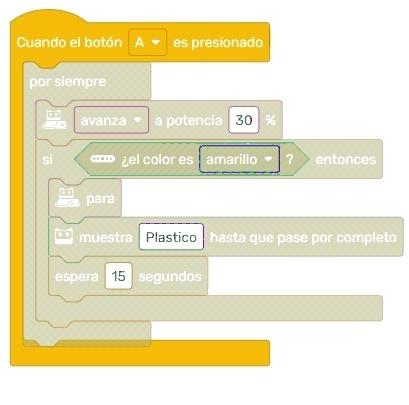 Cuando el botón A es presionado
por siempre
avanza a potencia 30 %
si ¿el color es amarillo ? entonces
para
muestra Plastico hasta que pase por completo
espera 15 segundos